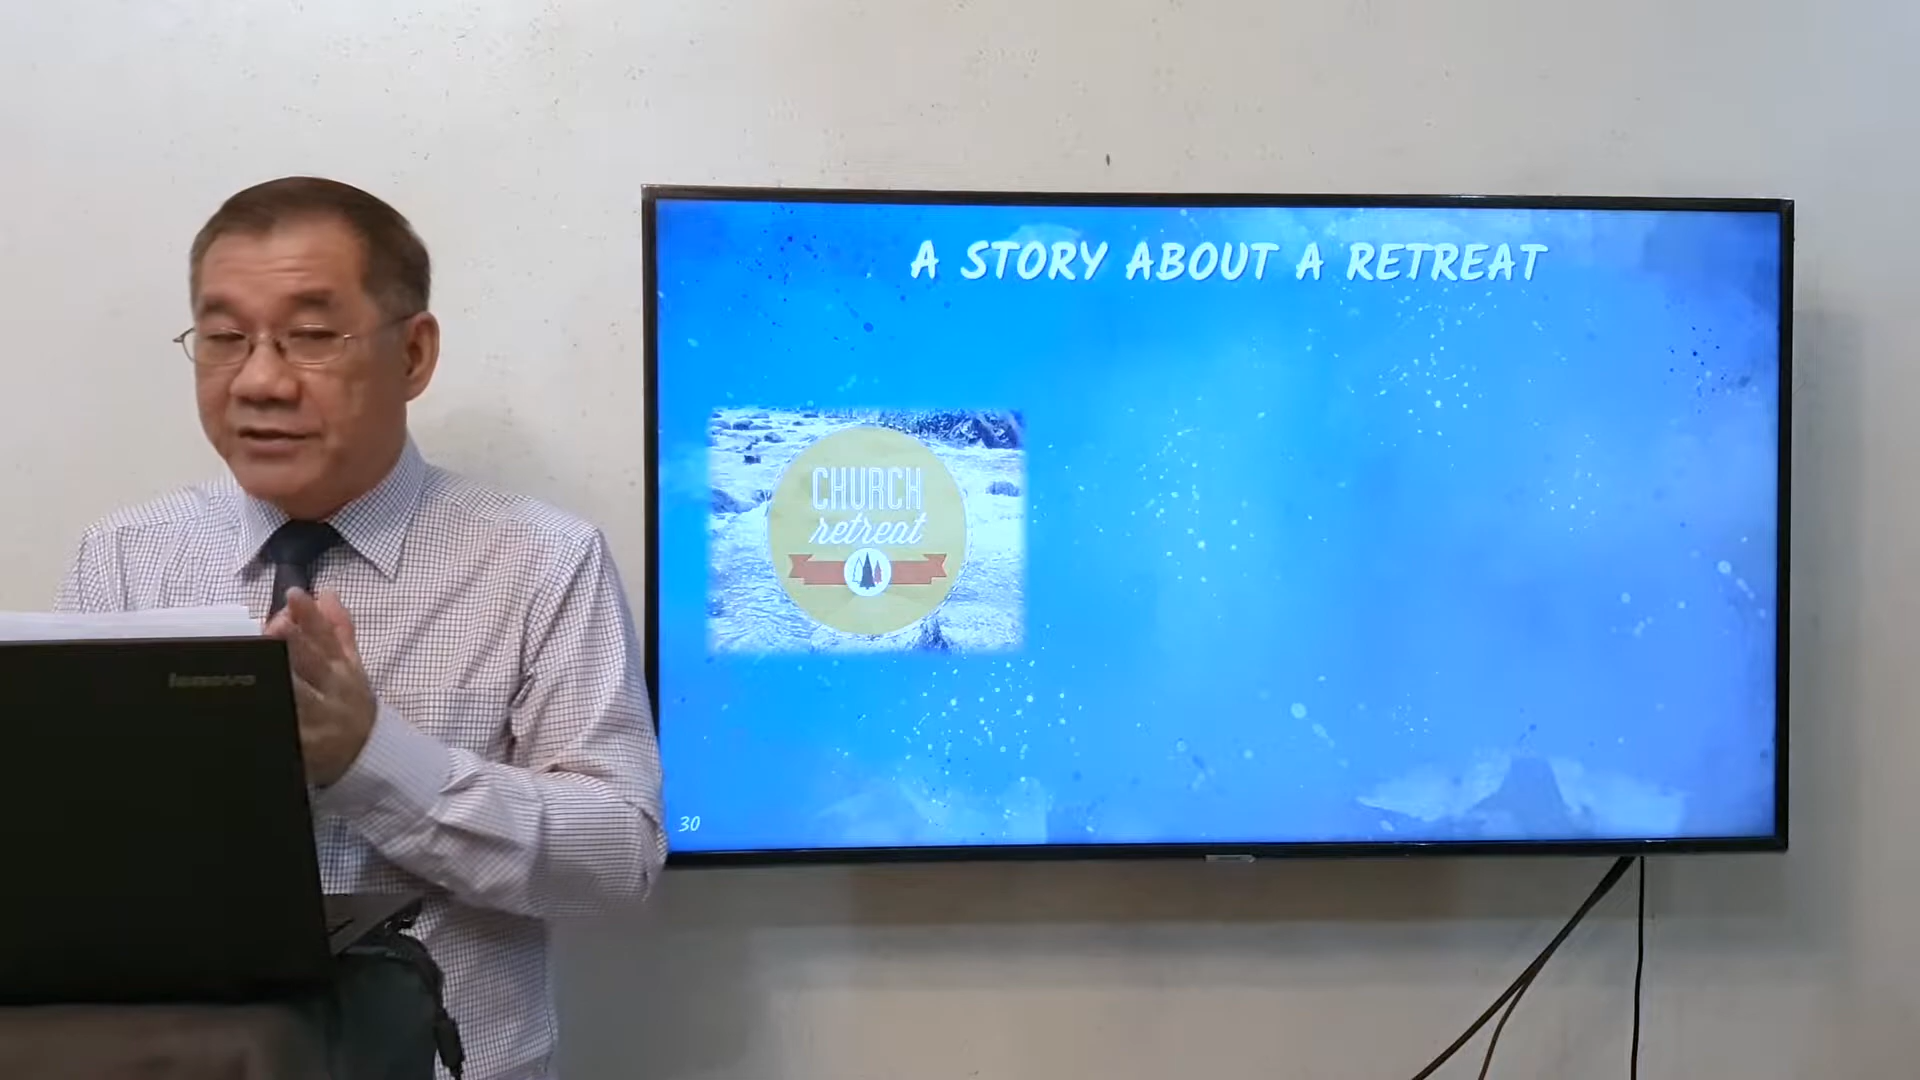 A STORY ABOUT A RETREAT
CHURCH
retreat
30
lenovo